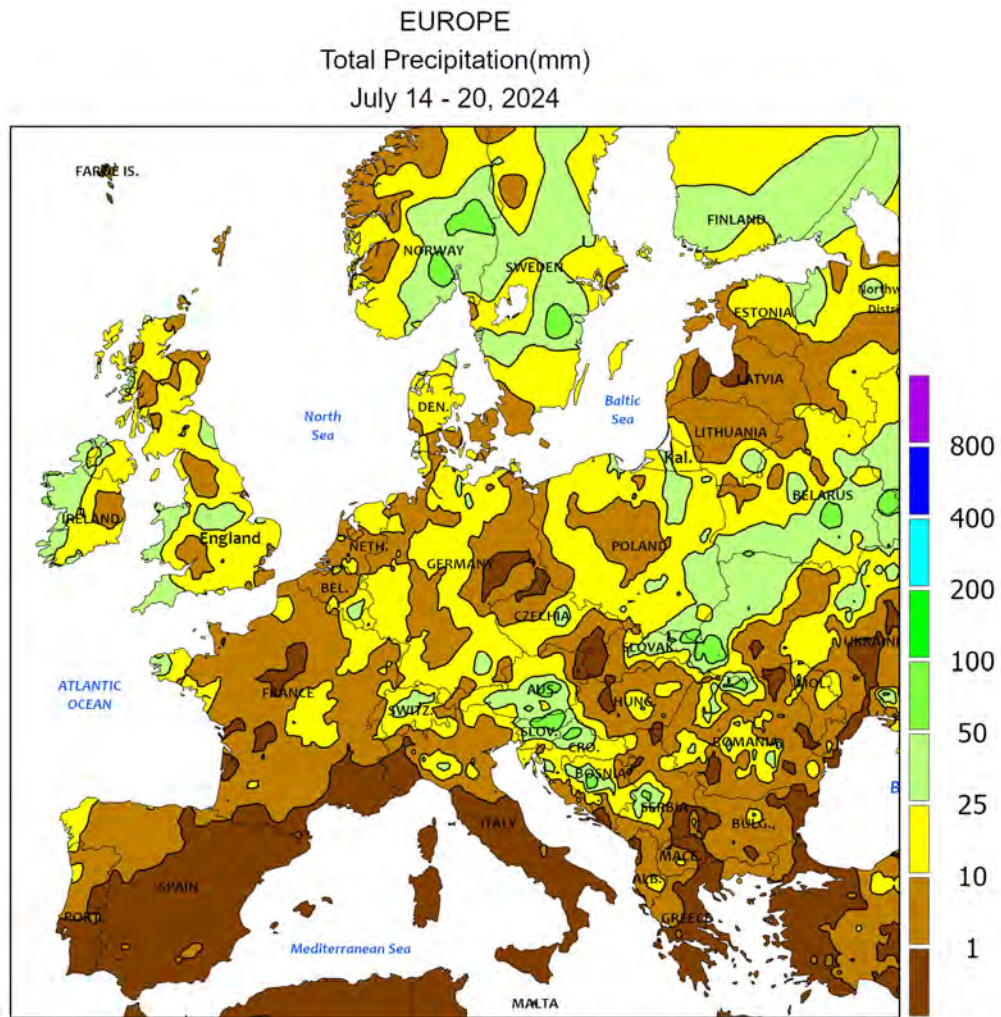 EUROPE
Total Precipitation(mm)
July 14 - 20, 2024
FAROE IS.
FINLAND
NORWAY
SWEDEN
Northw
Distri
ESTONIA
LATVIA
DEN.
North
Sea
Baltic
Sea
LITHUANIA
Kal.
800
BELARUS
IRELAND
England
400
NETH.
GERMANY
POLAND
BEL.
200
CZECHIA
SLOVAK.
UKRAINE
100
ATLANTIC
OCEAN
FRANCE
SWITZ.
AUS.
HUNG.
MOL.
SLOV.
50
CRO.
ROMANIA
BOSNIA
B
25
SERBIA
ITALY
BULG.,
MACE.
10
SPAIN
ALB.
PORT.
GREECE
Mediterranean Sea
1
MALTA